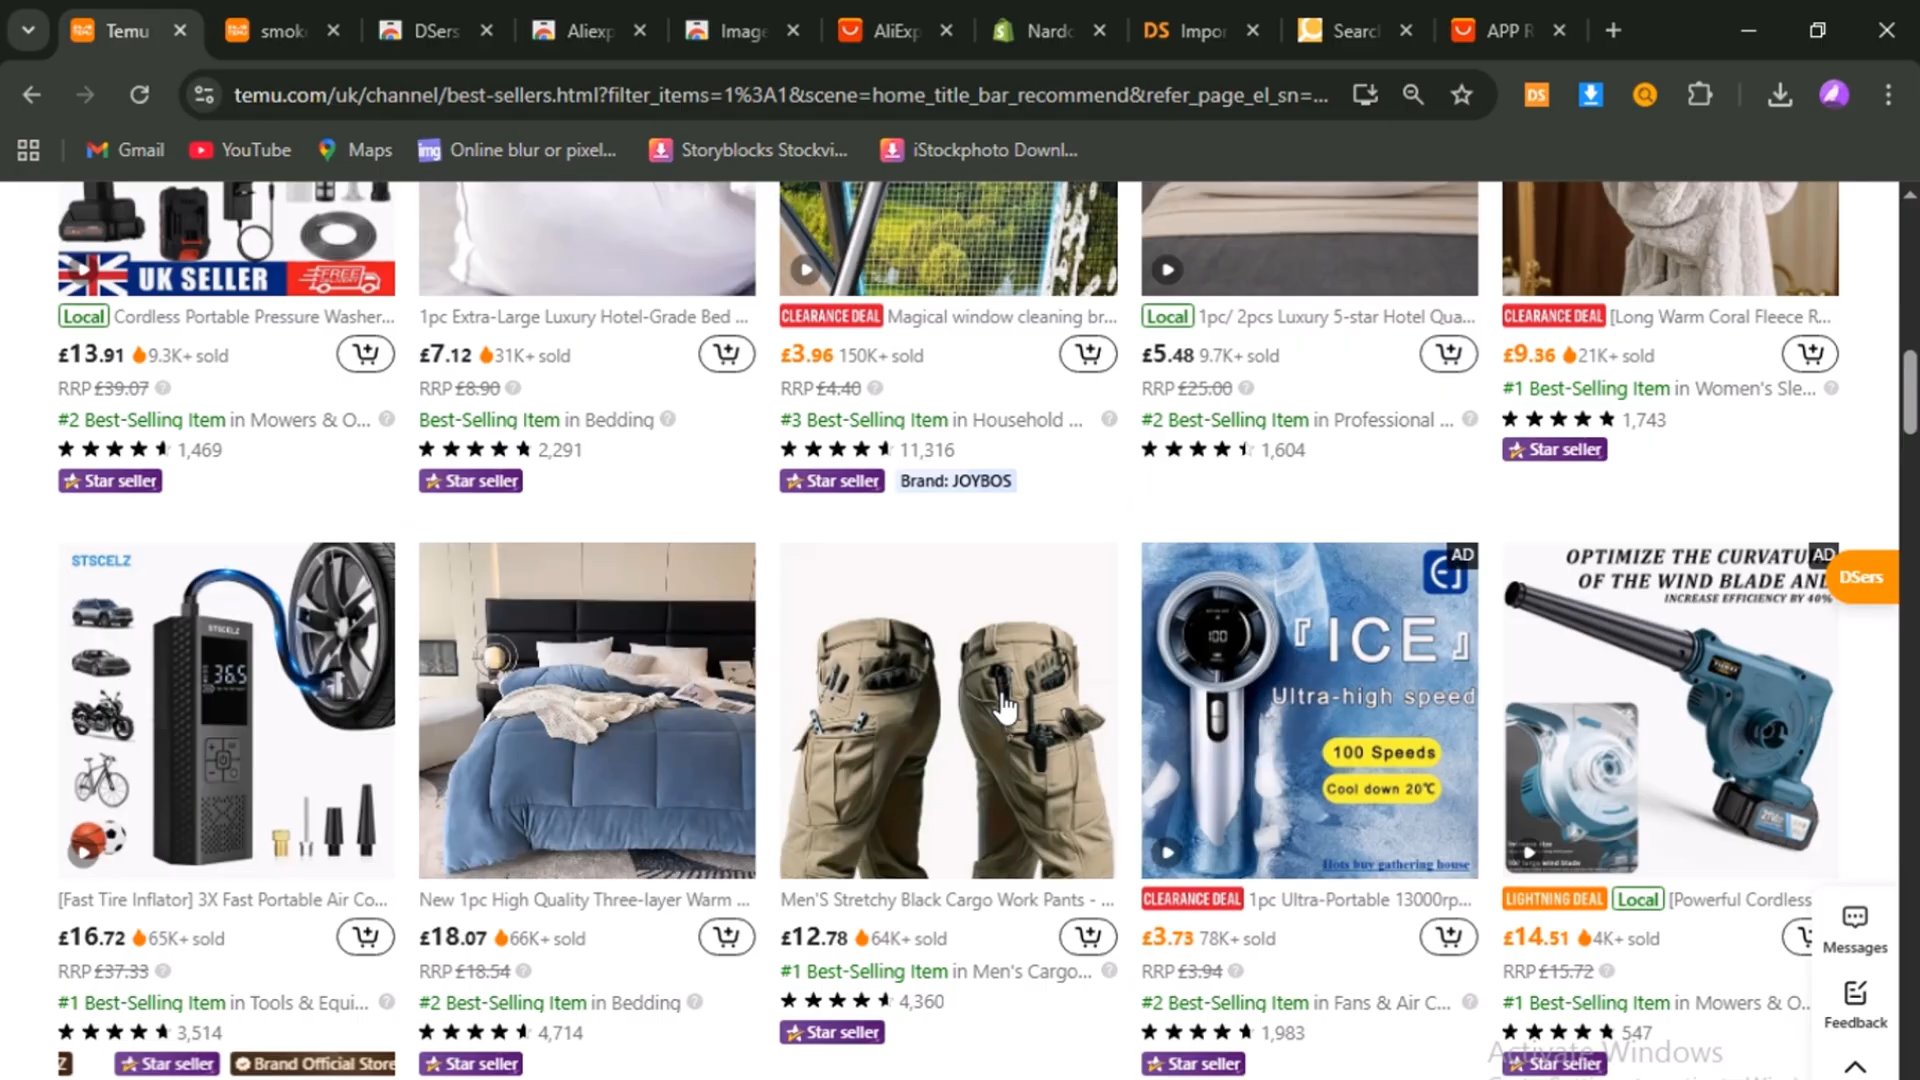 Temu
smok
DSers
Aliexp
Image
AliExp
Nardo
DS Impor
Searc
APP R
temu.com/uk/channel/best-sellers.html?filter_items=1%3A1&scene=home_title_bar_recommend&refer_page_el_sn=...
DS
Gmail
YouTube
Maps
img Online blur or pixel...
Storyblocks Stockvi...
iStockphoto Downl...
UK SELLER
FREE
Local Cordless Portable Pressure Washer...
£13.91 9.3K+ sold
RRP £39.07
#2 Best-Selling Item in Mowers & O...
1,469
Star seller
1pc Extra-Large Luxury Hotel-Grade Bed ...
£7.12 31K+ sold
RRP £8.90
Best-Selling Item in Bedding
2,291
Star seller
CLEARANCE DEAL Magical window cleaning br...
£3.96 150K+ sold
RRP £4.40
#3 Best-Selling Item in Household ...
11,316
Star seller Brand: JOYBOS
Local 1pc/ 2pcs Luxury 5-star Hotel Qua...
£5.48 9.7K+ sold
RRP £25.00
#2 Best-Selling Item in Professional ...
1,604
CLEARANCE DEAL [Long Warm Coral Fleece R...
£9.36 21K+ sold
#1 Best-Selling Item in Women's Sle...
1,743
Star seller
STSCELZ
STSCELZ
36.5
[Fast Tire Inflator] 3X Fast Portable Air Co...
£16.72 65K+ sold
RRP £37.33
#1 Best-Selling Item in Tools & Equi...
3,514
Z Star seller Brand Official Store
New 1pc High Quality Three-layer Warm ...
£18.07 66K+ sold
RRP £18.54
#2 Best-Selling Item in Bedding
4,714
Star seller
Men'S Stretchy Black Cargo Work Pants - ...
£12.78 64K+ sold
#1 Best-Selling Item in Men's Cargo...
4,360
Star seller
AD
100
『ICE』
Ultra-high speed
100 Speeds
Cool down 20℃
Hots buy gathering house
CLEARANCE DEAL 1pc Ultra-Portable 13000rp...
£3.73 78K+ sold
RRP £3.94
#2 Best-Selling Item in Fans & Air C...
1,983
Star seller
AD
OPTIMIZE THE CURVATU
OF THE WIND BLADE AND
INCREASE EFFICIENCY BY 40%
LIGHTNING DEAL Local [Powerful Cordless
£14.51 4K+ sold
RRP £15.72
#1 Best-Selling Item in Mowers & O..
547
Star seller
DSers
Messages
Feedback
Activate Windows